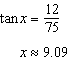 tan x = 12/75
x ≈ 9.09